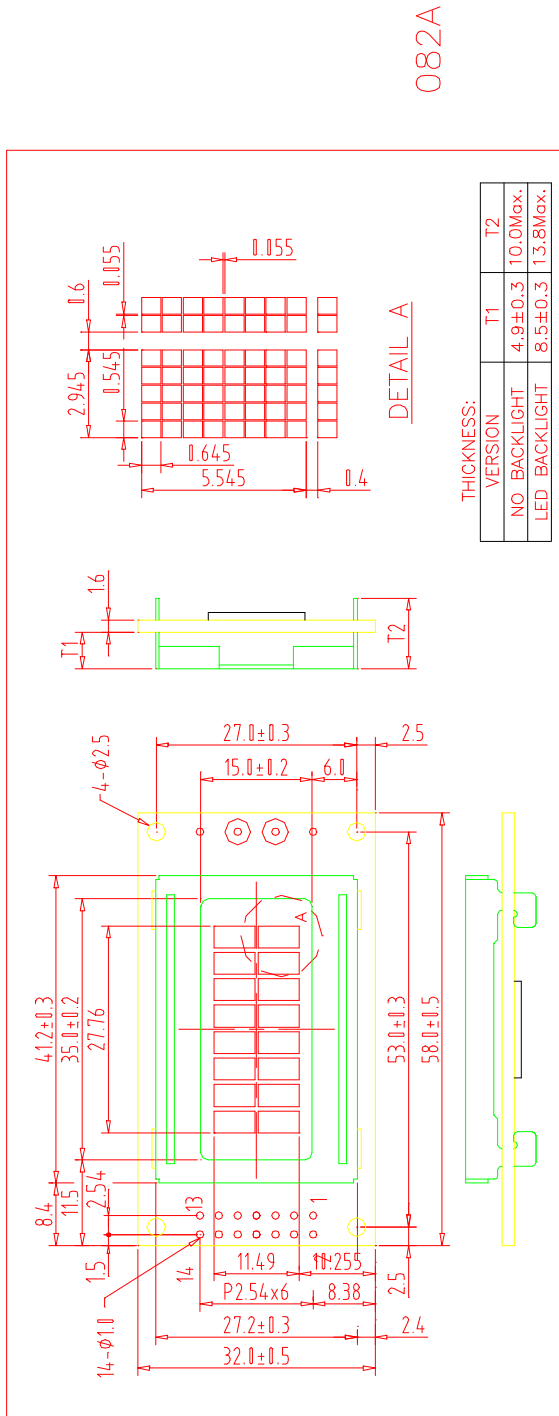 082A
0.055
0.6
0.055
2.945
0.545
0.645
5.545
0.4
DETAIL A
THICKNESS:
VERSION T1 T2
NO BACKLIGHT 4.9±0.3 10.0Max.
LED BACKLIGHT 8.5±0.3 13.8Max.
1.6
T1
T2
4-φ2.5
27.0±0.3
2.5
15.0±0.2
6.0
41.2±0.3
35.0±0.2
27.76
A
53.0±0.3
58.0±0.5
8.4
11.5
2.54
1.5
13
1
14
2
14-φ1.0
11.49
10.255
P2.54x6
8.38
2.5
27.2±0.3
2.4
32.0±0.5